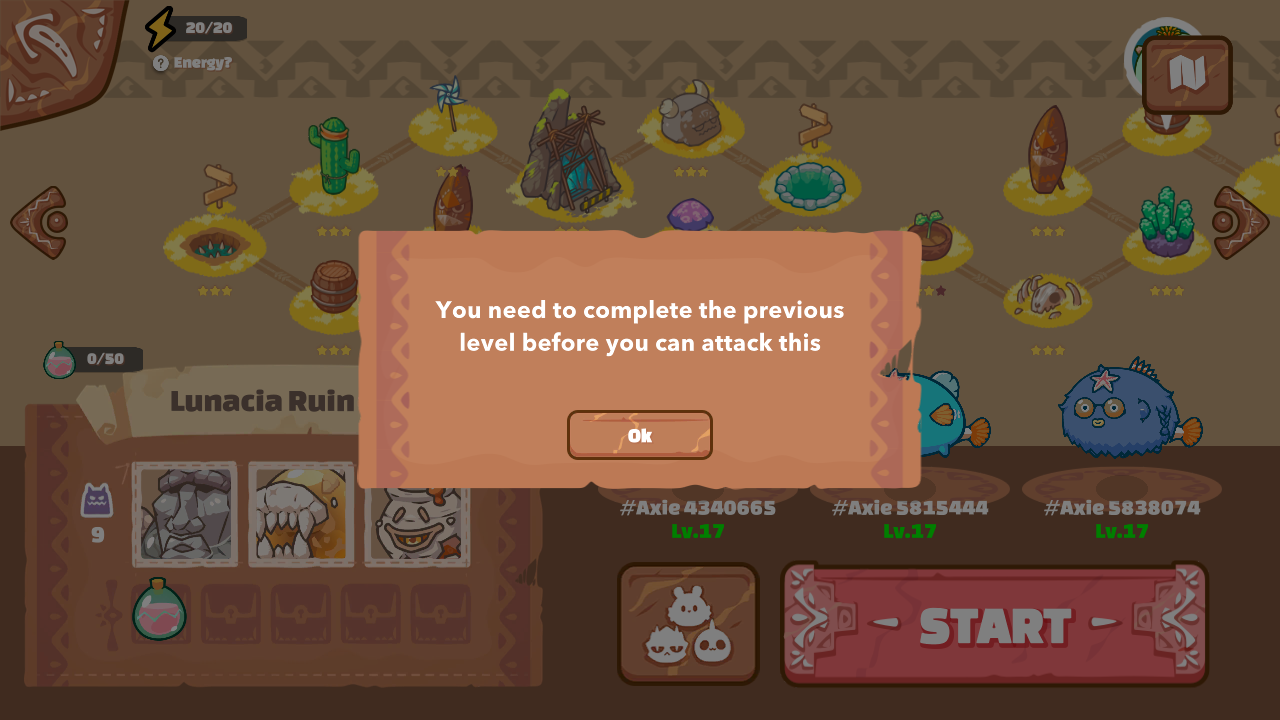 20/20
Energy?
You need to complete the previous
level before you can attack this
Ok
0/50
Lunacia Ruin
9
#Axie 4340665
#Axie 5815444
#Axie 5838074
Lv.17
Lv.17
Lv.17
START